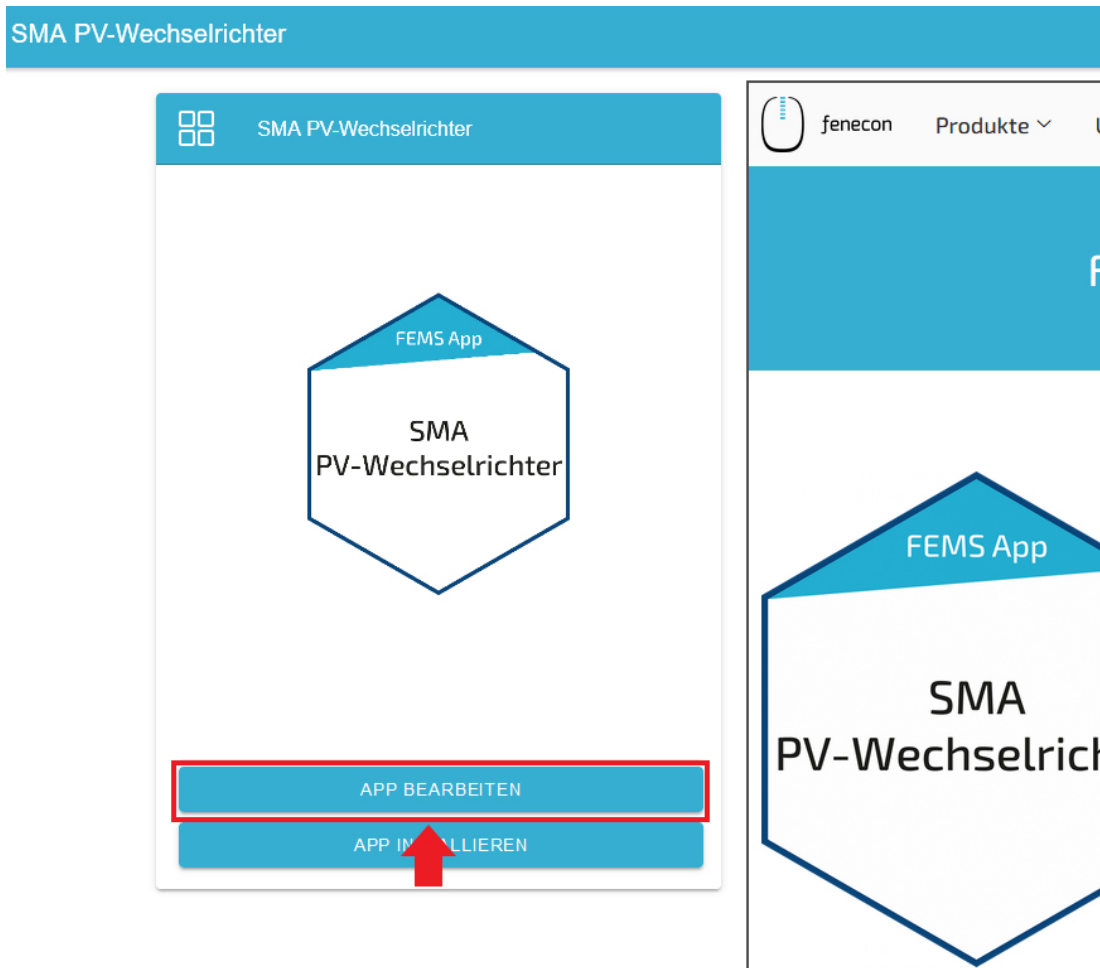 SMA PV-Wechselrichter
SMA PV-Wechselrichter
FEMS App
SMA
PV-Wechselrichter
APP BEARBEITEN
fenecon Produkte
FEMS App
SMA